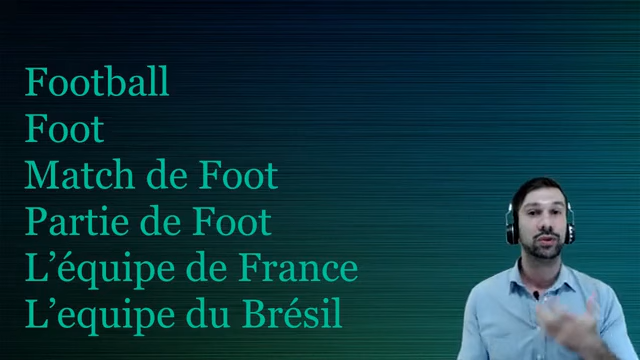 Football
Foot
Match de Foot
Partie de Foot
L’équipe de France
L’equipe du Brésil